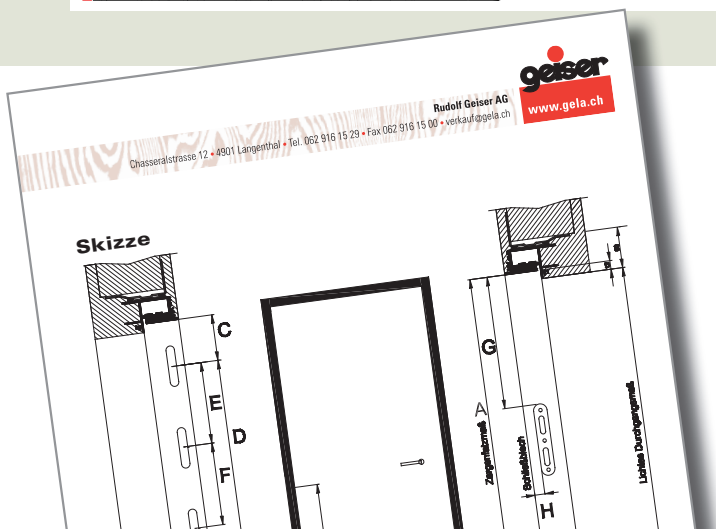 geiser
www.gela.ch
Rudolf Geiser AG
Chasseralstrasse 12 • 4901 Langenthal • Tel. 062 916 15 29 • Fax 062 916 15 00 • verkauf@gela.ch
Skizze
C
E
D
F
G
A
Zargenfalzmaß
Schließblech
H
Lichtes Durchgangsmaß